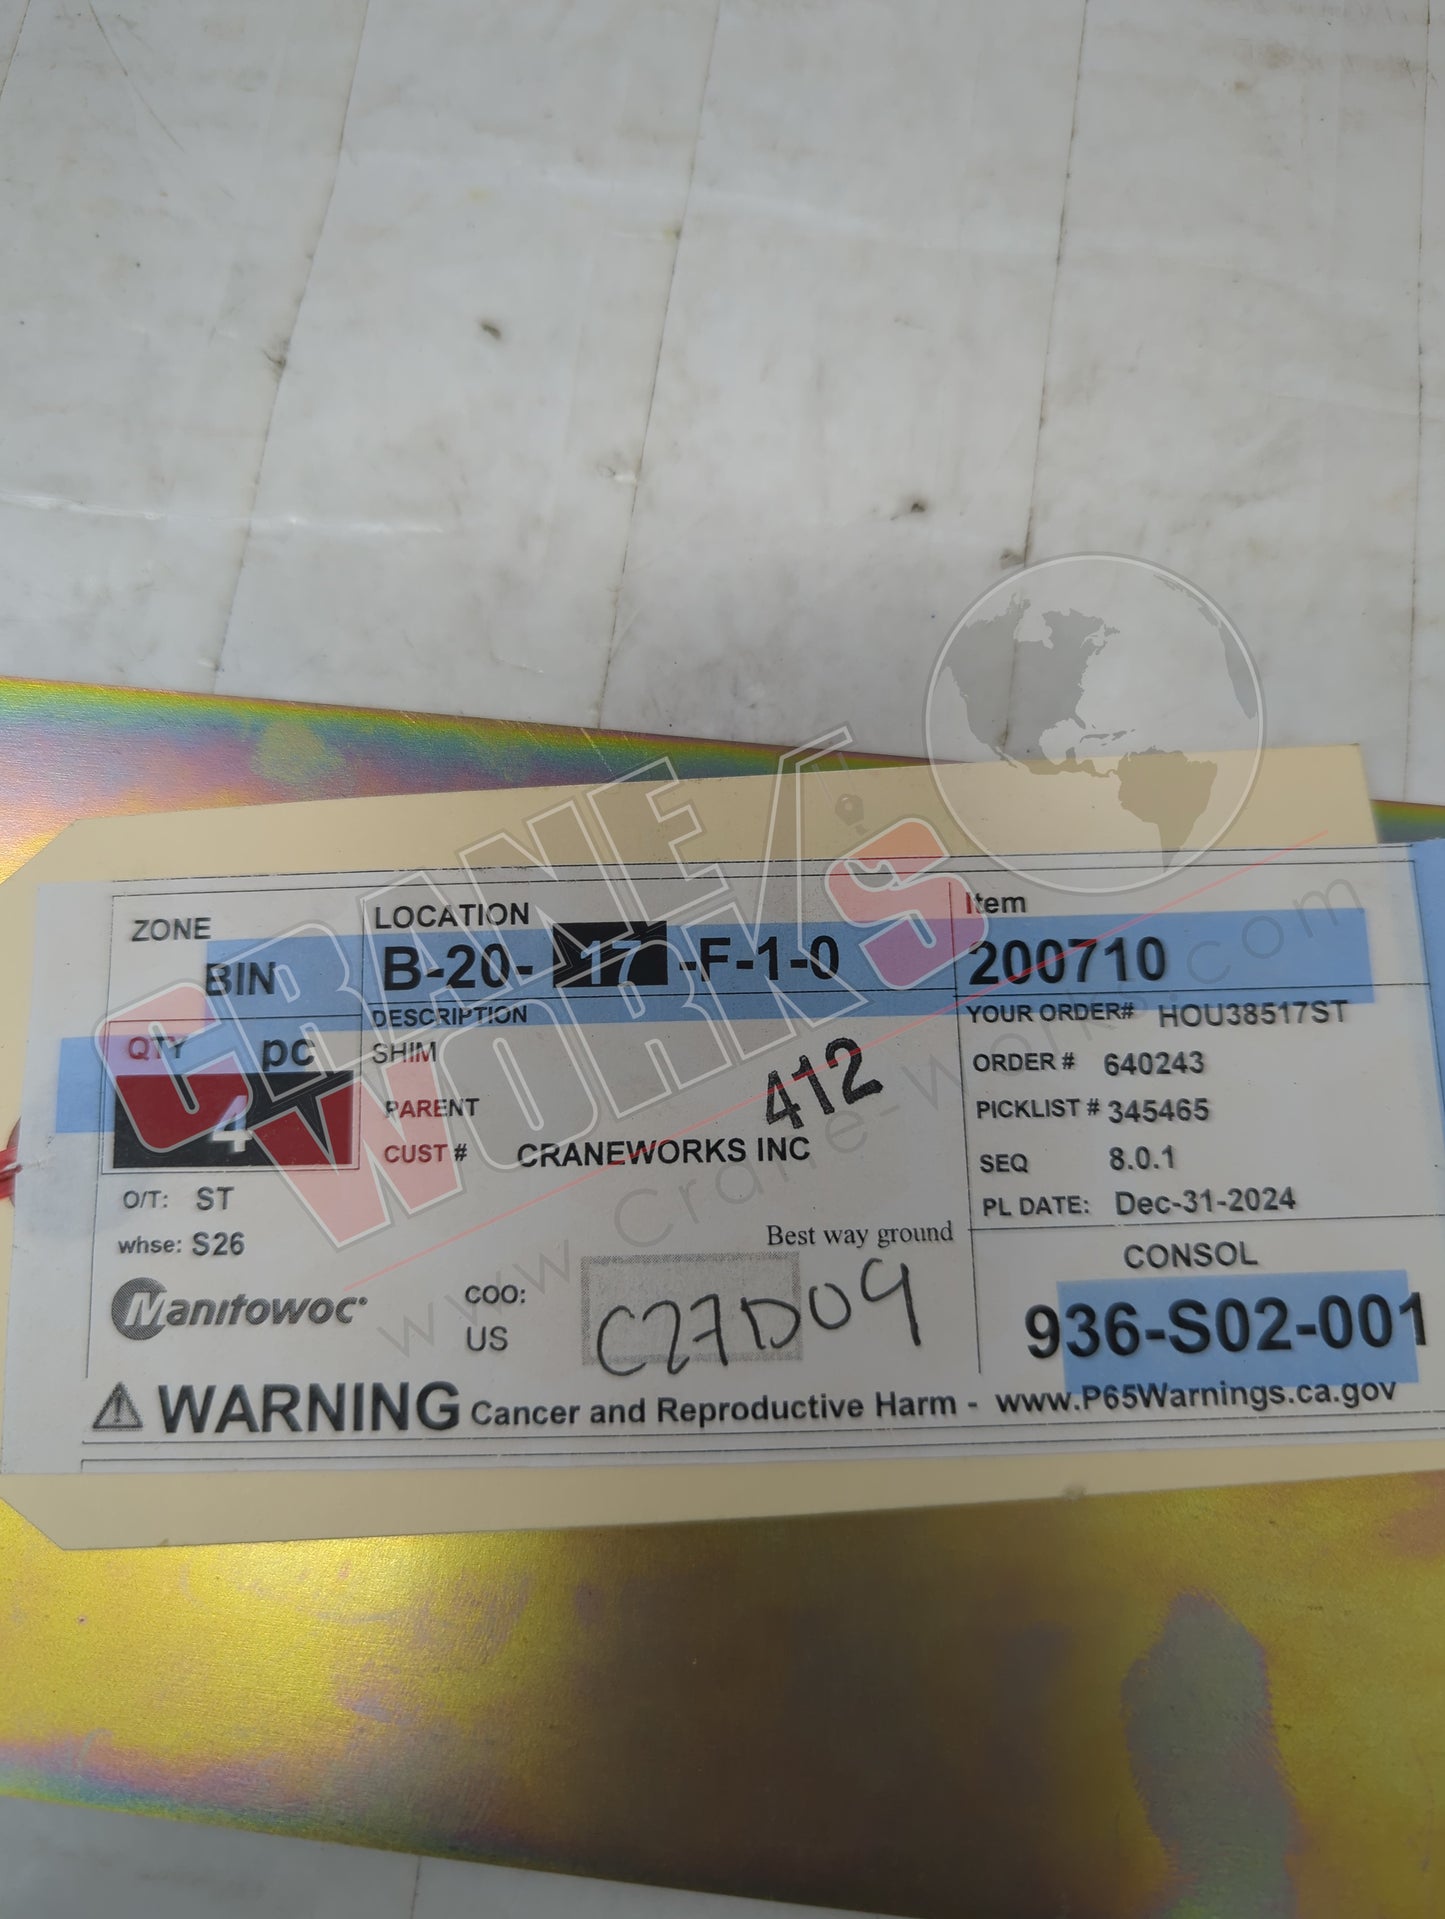 ZONE
BIN
LOCATION
B-20-17-F-1-0
Item
200710
QTY pc
4
DESCRIPTION
SHIM
PARENT
CUST # CRANEWORKS INC
412
YOUR ORDER# HOU38517ST
ORDER # 640243
PICKLIST # 345465
SEQ 8.0.1
PL DATE: Dec-31-2024
O/T: ST
whse: S26
Best way ground
Manitowoc
COO:
US
C27D09
CONSOL
936-S02-001
WARNING Cancer and Reproductive Harm - www.P65Warnings.ca.gov
CRANE
WORKS
www.crane-works.com